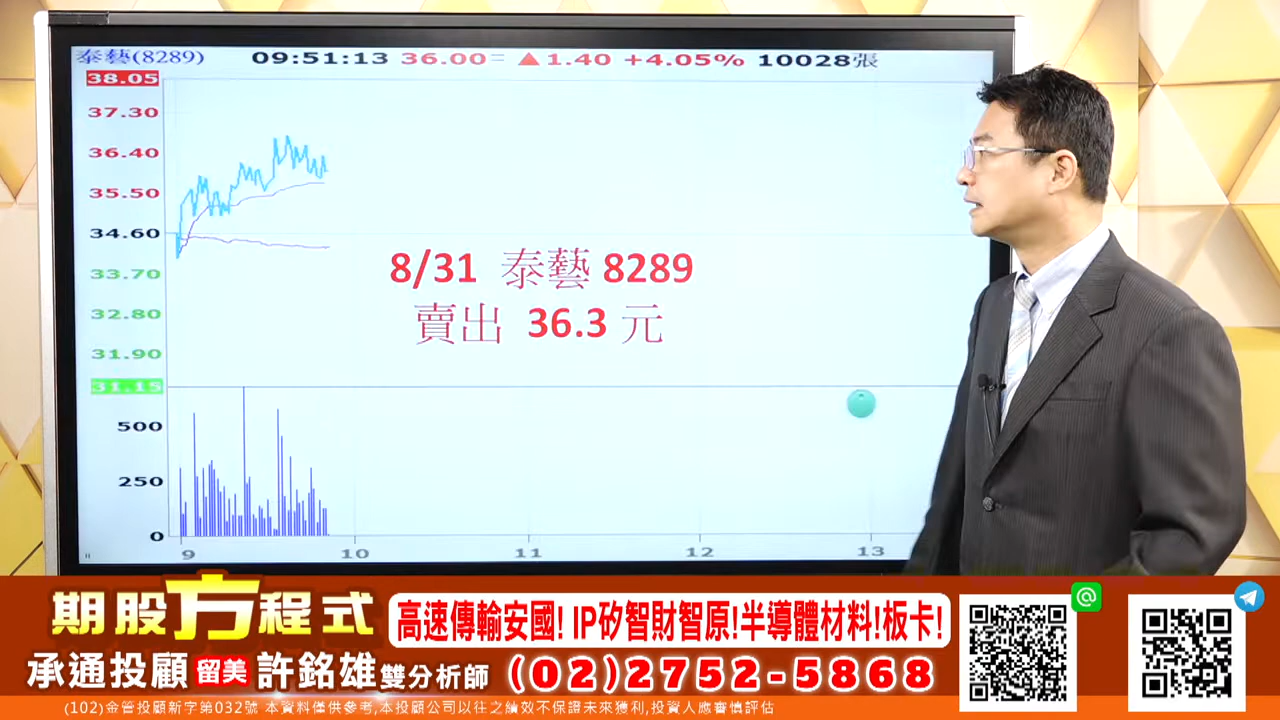 泰藝(8289) 09:51:13 36.00= ▲1.40 +4.05% 10028張
38.05
37.30
36.40
35.50
34.60
33.70
32.80
31.90
31.15
8/31 泰藝 8289
賣出 36.3 元
500
250
0
9 10 11 12 13
期股方程式
高速傳輸安國! IP矽智財智原!半導體材料!板卡!
承通投顧 留美 許銘雄 雙分析師 (02)2752-5868
(102)金管投顧新字第032號 本資料僅供參考,本投顧公司以往之績效不保證未來獲利,投資人應審慎評估